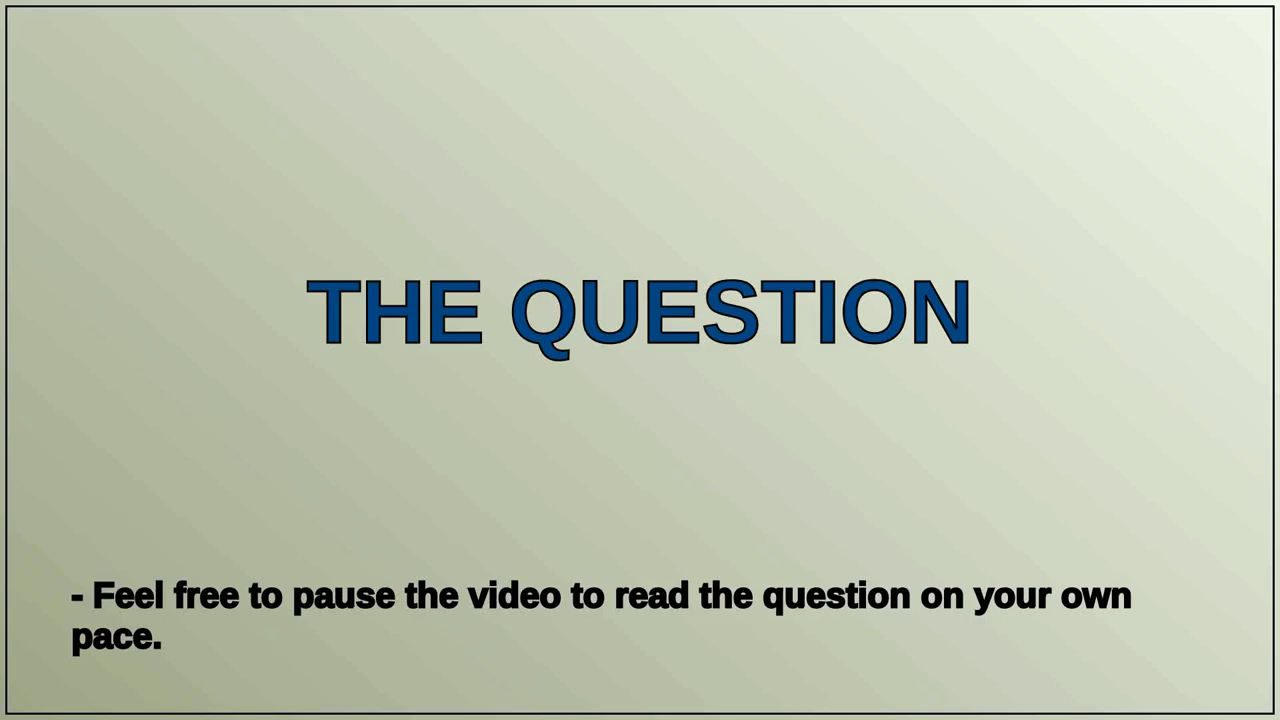 THE QUESTION
- Feel free to pause the video to read the question on your own
pace.